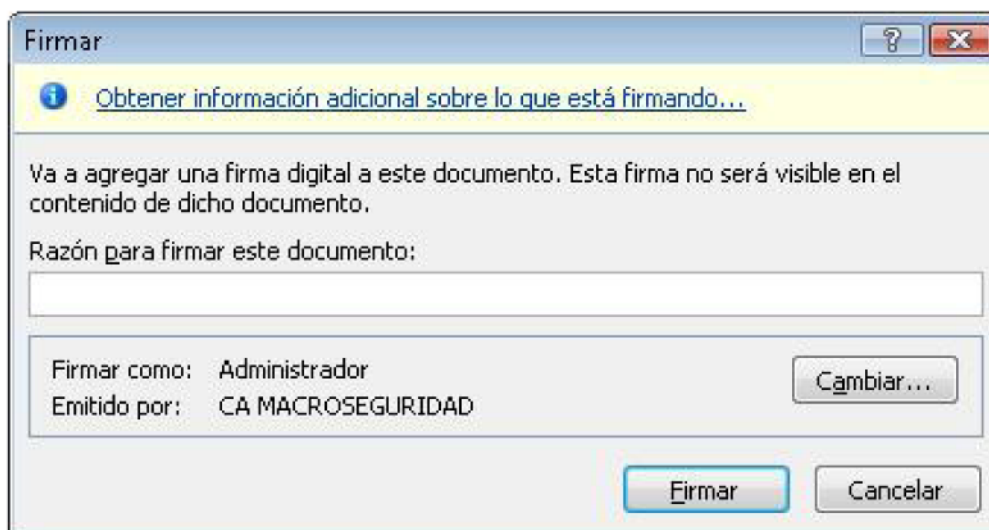 Firmar
Obtener información adicional sobre lo que está firmando...
Va a agregar una firma digital a este documento. Esta firma no será visible en el
contenido de dicho documento.
Razón para firmar este documento:
Firmar como: Administrador
Cambiar...
Emitido por: CA MACROSEGURIDAD
Firmar Cancelar